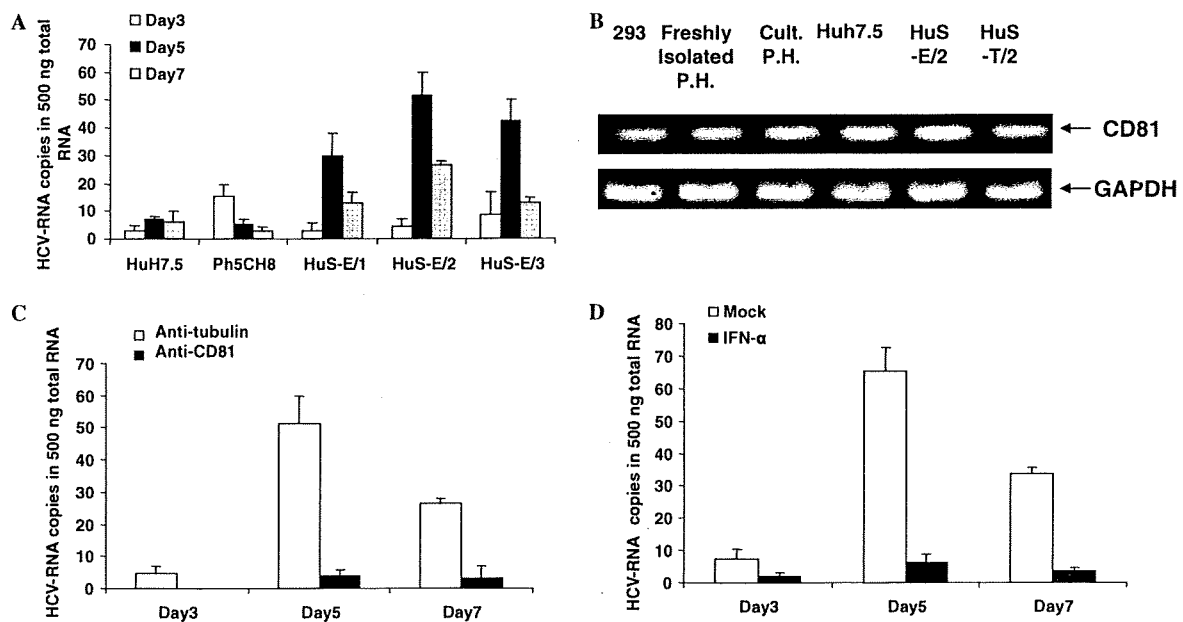 A
HCV-RNA copies in 500 ng total
RNA
70
60
50
40
30
20
10
0
Day3
Day5
Day7
HuH7.5
Ph5CH8
HuS-E/1
HuS-E/2
HuS-E/3
B
293
Freshly
Isolated
P.H.
Cult.
P.H.
Huh7.5
HuS
-E/2
HuS
-T/2
CD81
GAPDH
C
HCV-RNA copies in 500 ng total RNA
Anti-tubulin
Anti-CD81
70
60
50
40
30
20
10
0
Day3
Day5
Day7
D
HCV-RNA copies in 500 ng total RNA
Mock
IFN-α
80
70
60
50
40
30
20
10
0
Day3
Day5
Day7